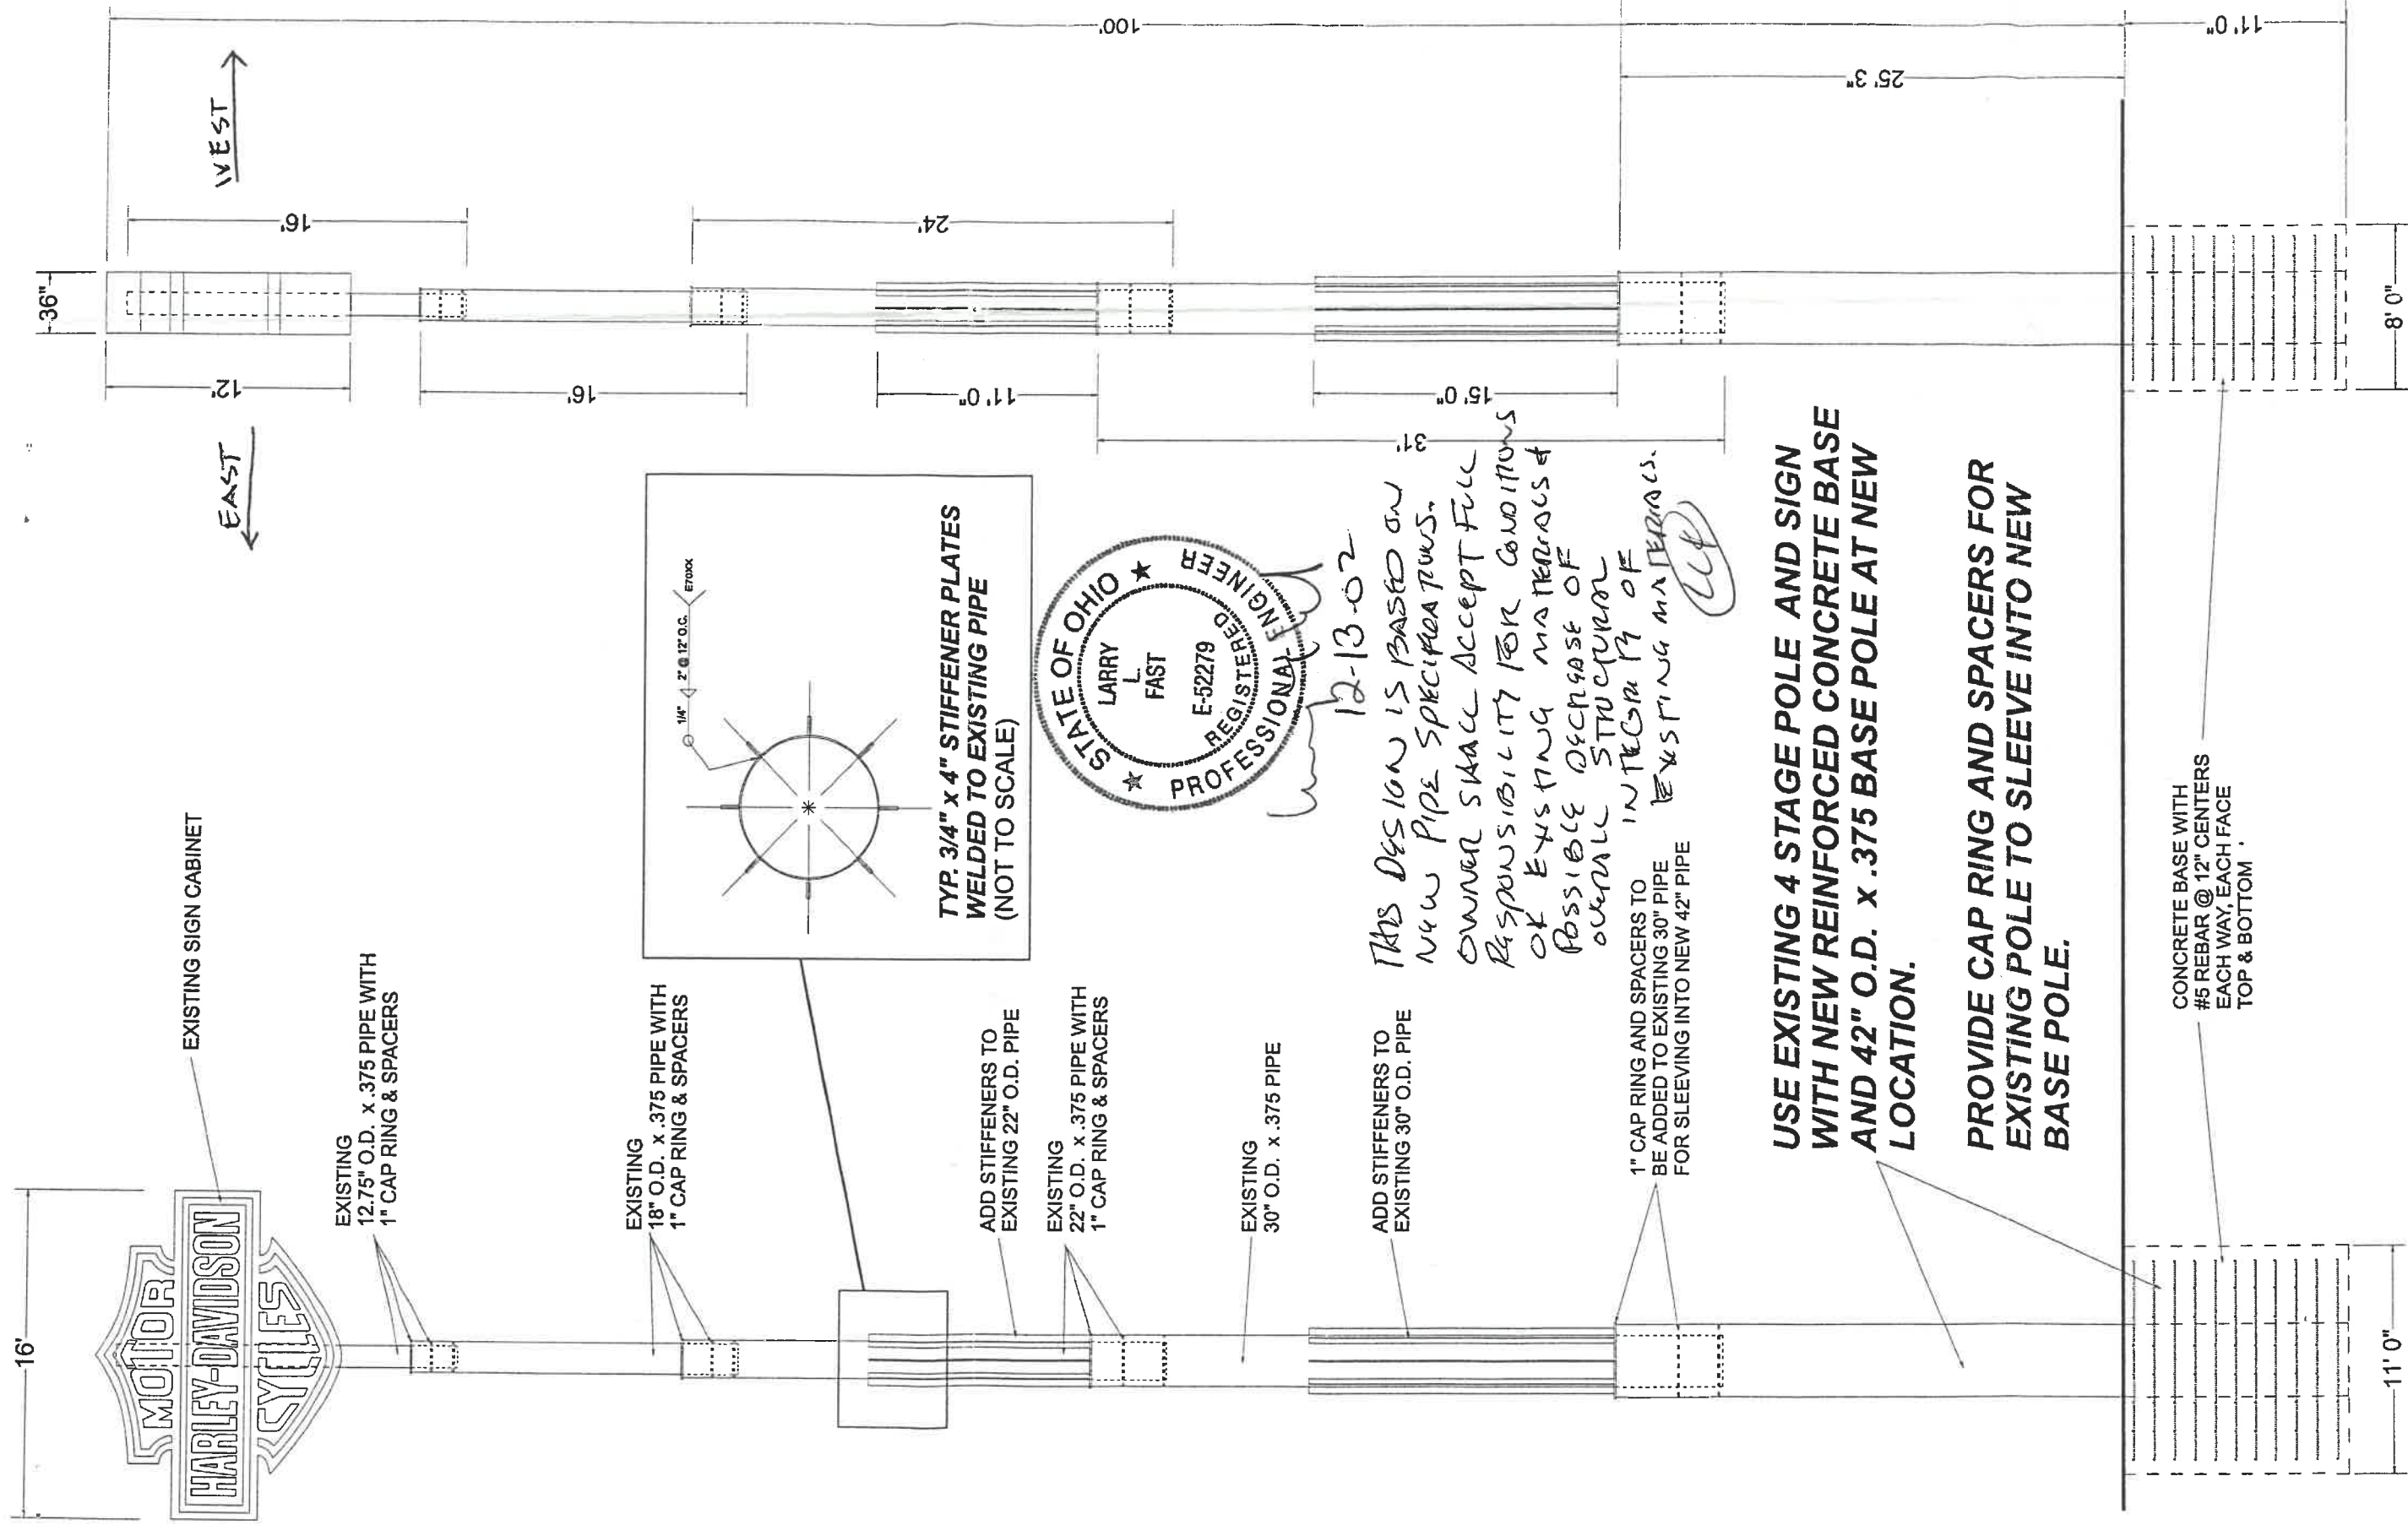 16'
MOTOR
HARLEY-DAVIDSON
CYCLES
EXISTING SIGN CABINET
EXISTING
12.75" O.D. x .375 PIPE WITH
1" CAP RING & SPACERS
EXISTING
18" O.D. x .375 PIPE WITH
1" CAP RING & SPACERS
ADD STIFFENERS TO
EXISTING 22" O.D. PIPE
EXISTING
22" O.D. x .375 PIPE WITH
1" CAP RING & SPACERS
EXISTING
30" O.D. x .375 PIPE
ADD STIFFENERS TO
EXISTING 30" O.D. PIPE
1" CAP RING AND SPACERS TO
BE ADDED TO EXISTING 30" PIPE
FOR SLEEVING INTO NEW 42" PIPE
11' 0"
1/4" 2" @ 12" O.C. E70XX
TYP. 3/4" x 4" STIFFENER PLATES
WELDED TO EXISTING PIPE
(NOT TO SCALE)
STATE OF OHIO
LARRY
L.
FAST
E-52279
REGISTERED
PROFESSIONAL ENGINEER
12-13-02
THIS DESIGN IS BASED ON
NEW PIPE SPECIFICATIONS.
OWNER SHALL ACCEPT FULL
RESPONSIBILITY FOR CONDITIONS
OF EXISTING MATERIALS &
POSSIBLE DECREASE OF
OVERALL STRUCTURAL
INTEGRITY OF
EXISTING MATERIALS.
LLF
USE EXISTING 4 STAGE POLE AND SIGN
WITH NEW REINFORCED CONCRETE BASE
AND 42" O.D. x .375 BASE POLE AT NEW
LOCATION.
PROVIDE CAP RING AND SPACERS FOR
EXISTING POLE TO SLEEVE INTO NEW
BASE POLE.
CONCRETE BASE WITH
#5 REBAR @ 12" CENTERS
EACH WAY, EACH FACE
TOP & BOTTOM
EAST
WEST
36"
12'
16'
16'
24'
11' 0"
31'
15' 0"
100'
25' 3"
11' 0"
8' 0"